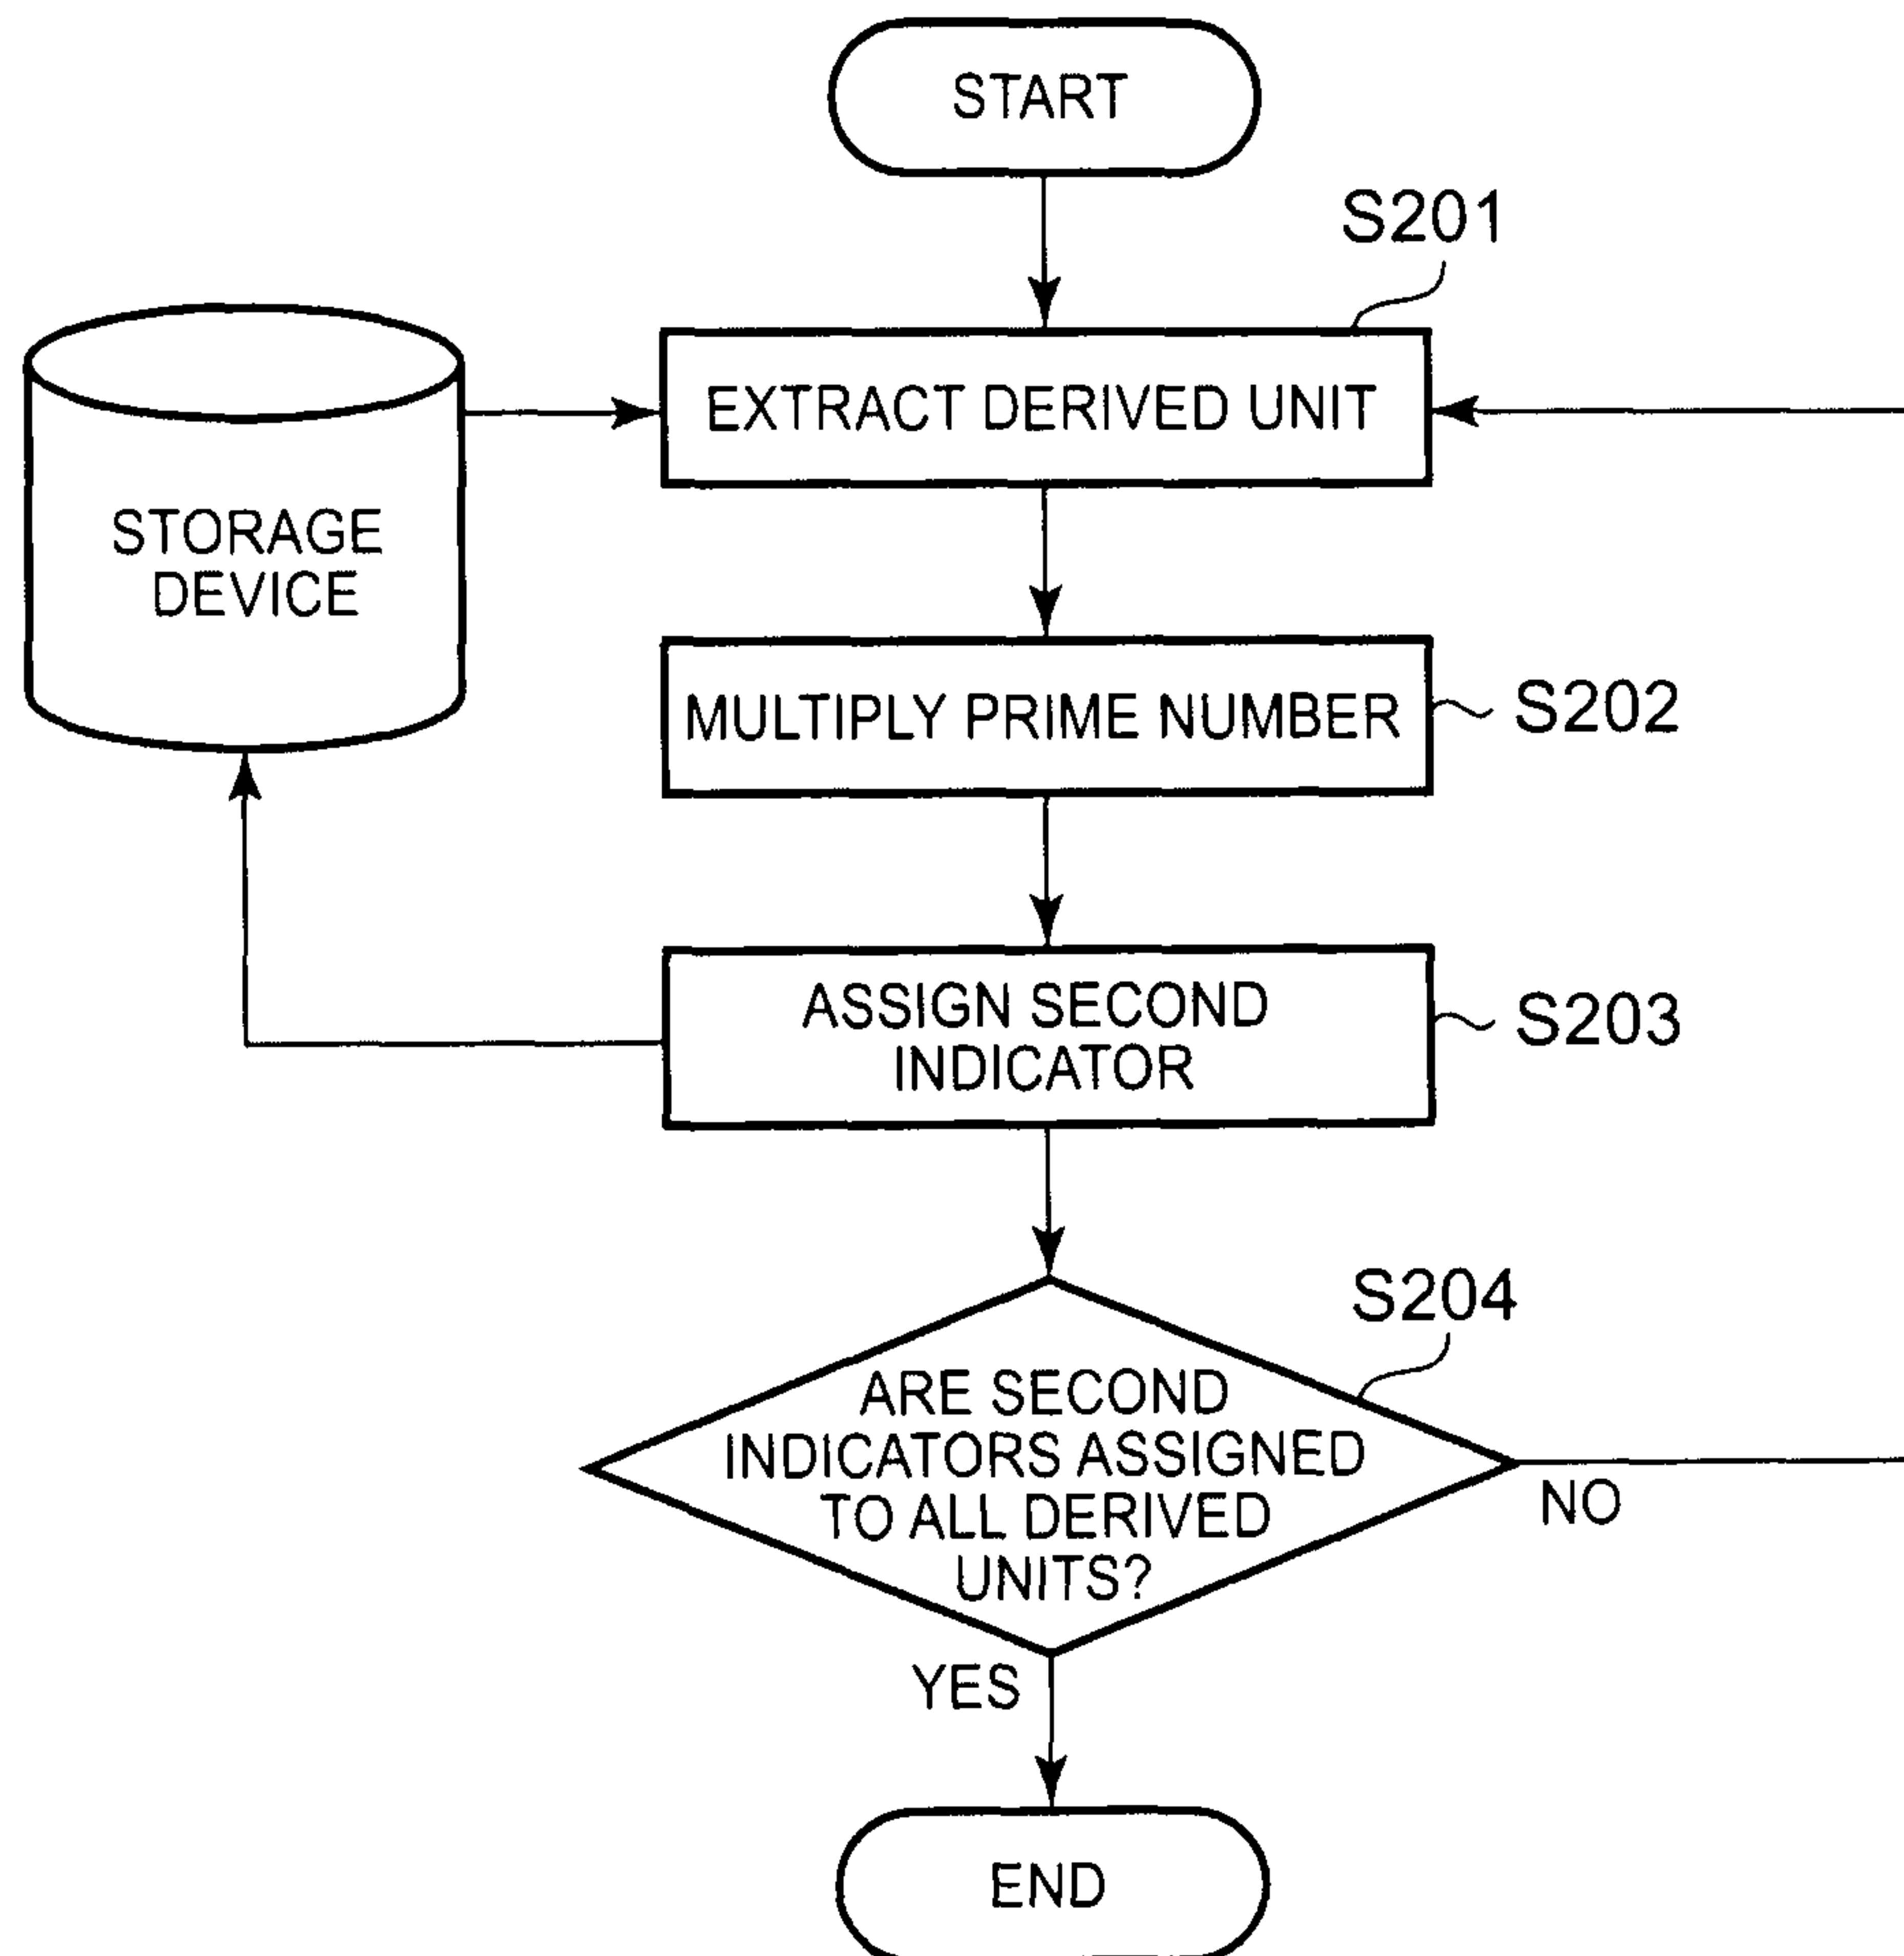 START
S201
EXTRACT DERIVED UNIT
STORAGE
DEVICE
MULTIPLY PRIME NUMBER
S202
ASSIGN SECOND
INDICATOR
S203
S204
ARE SECOND
INDICATORS ASSIGNED
TO ALL DERIVED
UNITS?
NO
YES
END